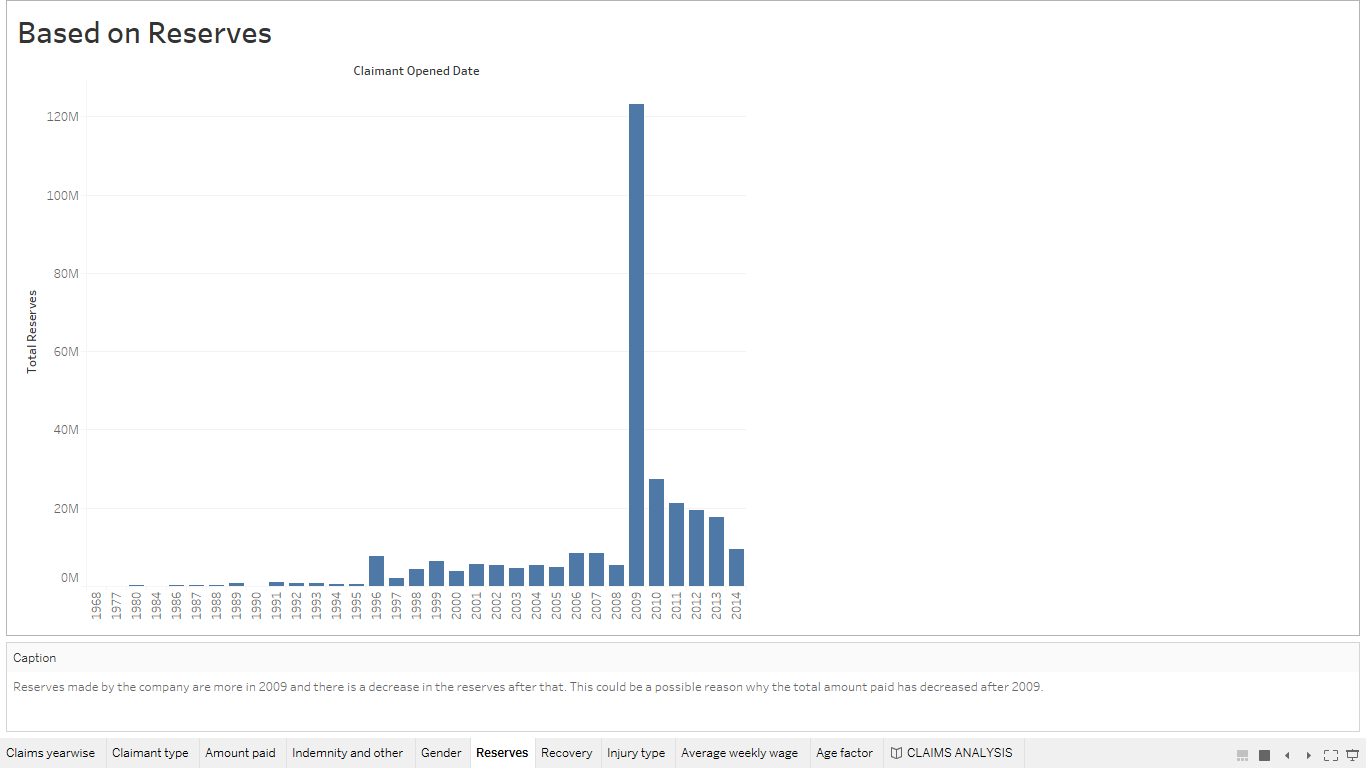 Based on Reserves
Claimant Opened Date
120M
100M
80M
60M
40M
20M
0M
Total Reserves
1968 1977 1980 1984 1986 1987 1988 1989 1990 1991 1992 1993 1994 1995 1996 1997 1998 1999 2000 2001 2002 2003 2004 2005 2006 2007 2008 2009 2010 2011 2012 2013 2014
Caption
Reserves made by the company are more in 2009 and there is a decrease in the reserves after that. This could be a possible reason why the total amount paid has decreased after 2009.
Claims yearwise Claimant type Amount paid Indemnity and other Gender Reserves Recovery Injury type Average weekly wage Age factor CLAIMS ANALYSIS